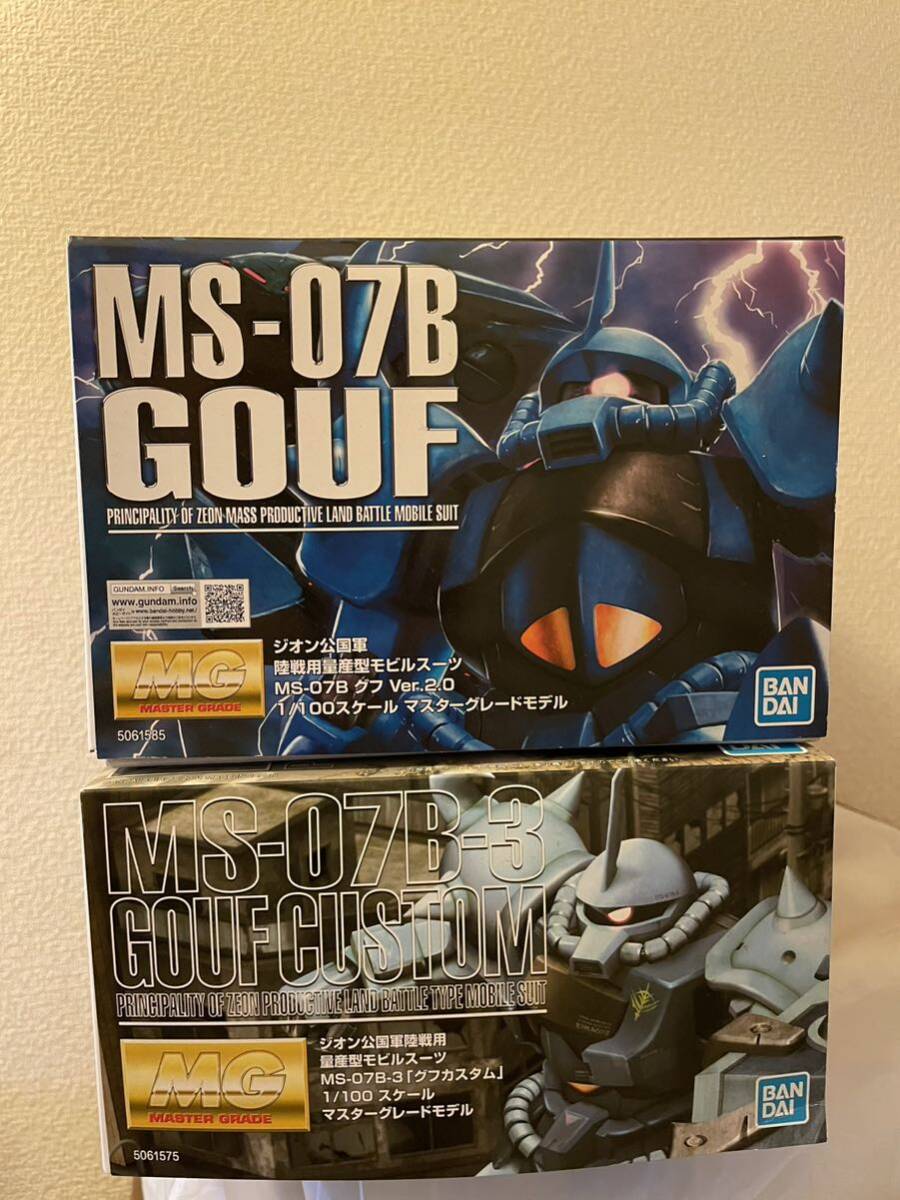 MS-07B
GOUF
PRINCIPALITY OF ZEON MASS PRODUCTIVE LAND BATTLE MOBILE SUIT
GUNDAM.INFO Search
www.gundam.info
MG
MASTER GRADE
5061585
ジオン公国軍
陸戦用量産型モビルスーツ
MS-07B グフ Ver.2.0
1/100スケール マスターグレードモデル
BAN
DAI
MS-07B-3
GOUF CUSTOM
PRINCIPALITY OF ZEON PRODUCTIVE LAND BATTLE TYPE MOBILE SUIT
MG
MASTER GRADE
5061575
ジオン公国軍陸戦用
量産型モビルスーツ
MS-07B-3「グフカスタム」
1/100 スケール
マスターグレードモデル
BAN
DAI